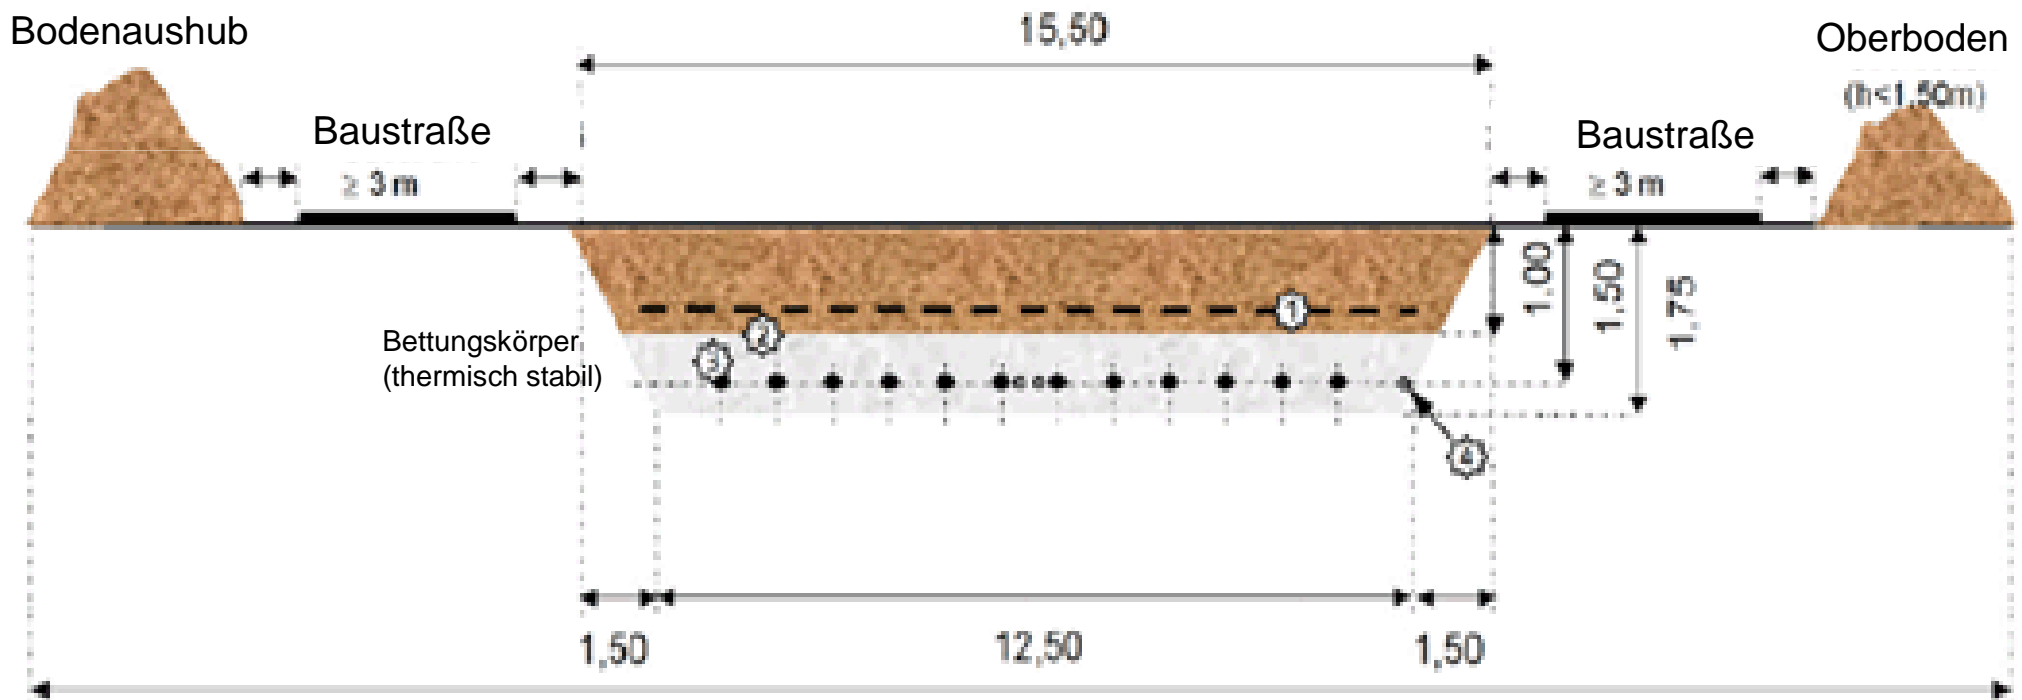 Bodenaushub
15,50
Oberboden
(h<1,50m)
Baustraße
≥ 3 m
Baustraße
≥ 3 m
1,00
1,50
1,75
Bettungskörper
(thermisch stabil)
1
2
3
4
1,50
12,50
1,50